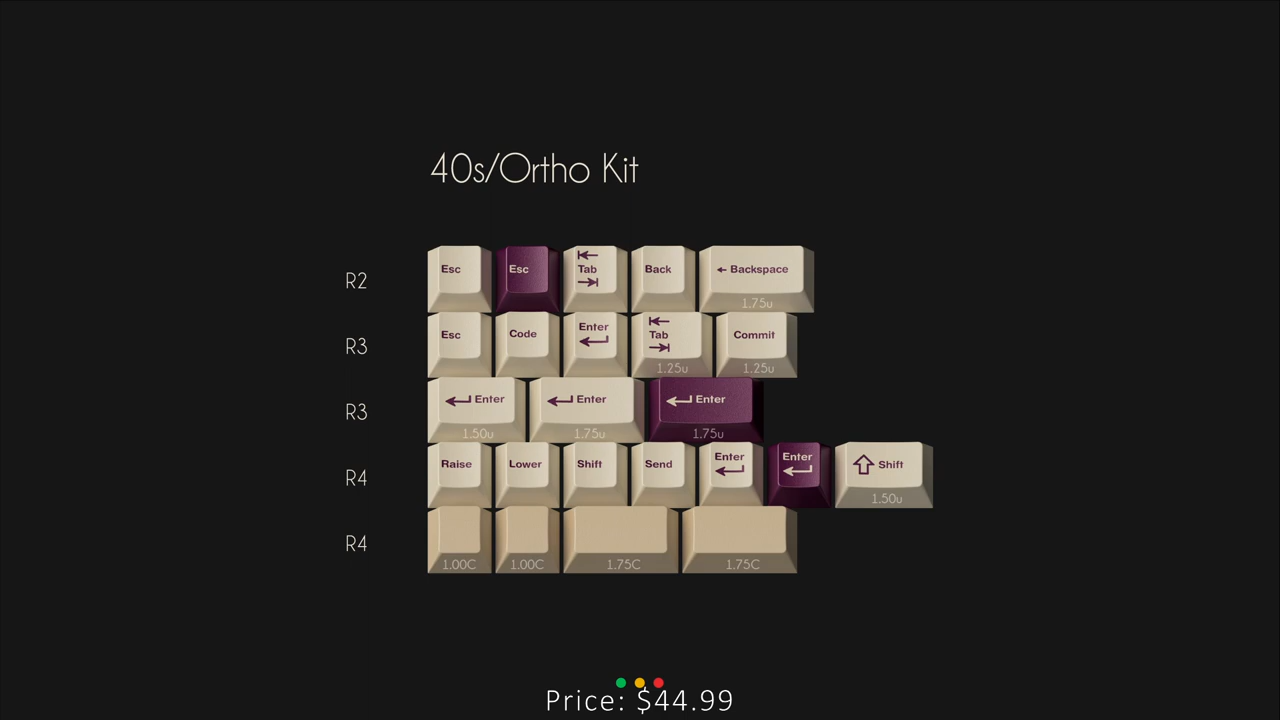 40s/Ortho Kit
R2
Esc
Esc
Tab
Back
Backspace
1.75u
R3
Esc
Code
Enter
Tab
1.25u
Commit
1.25u
R3
Enter
1.50u
Enter
1.75u
Enter
1.75u
R4
Raise
Lower
Shift
Send
Enter
Enter
Shift
1.50u
R4
1.00C
1.00C
1.75C
1.75C
Price: $44.99